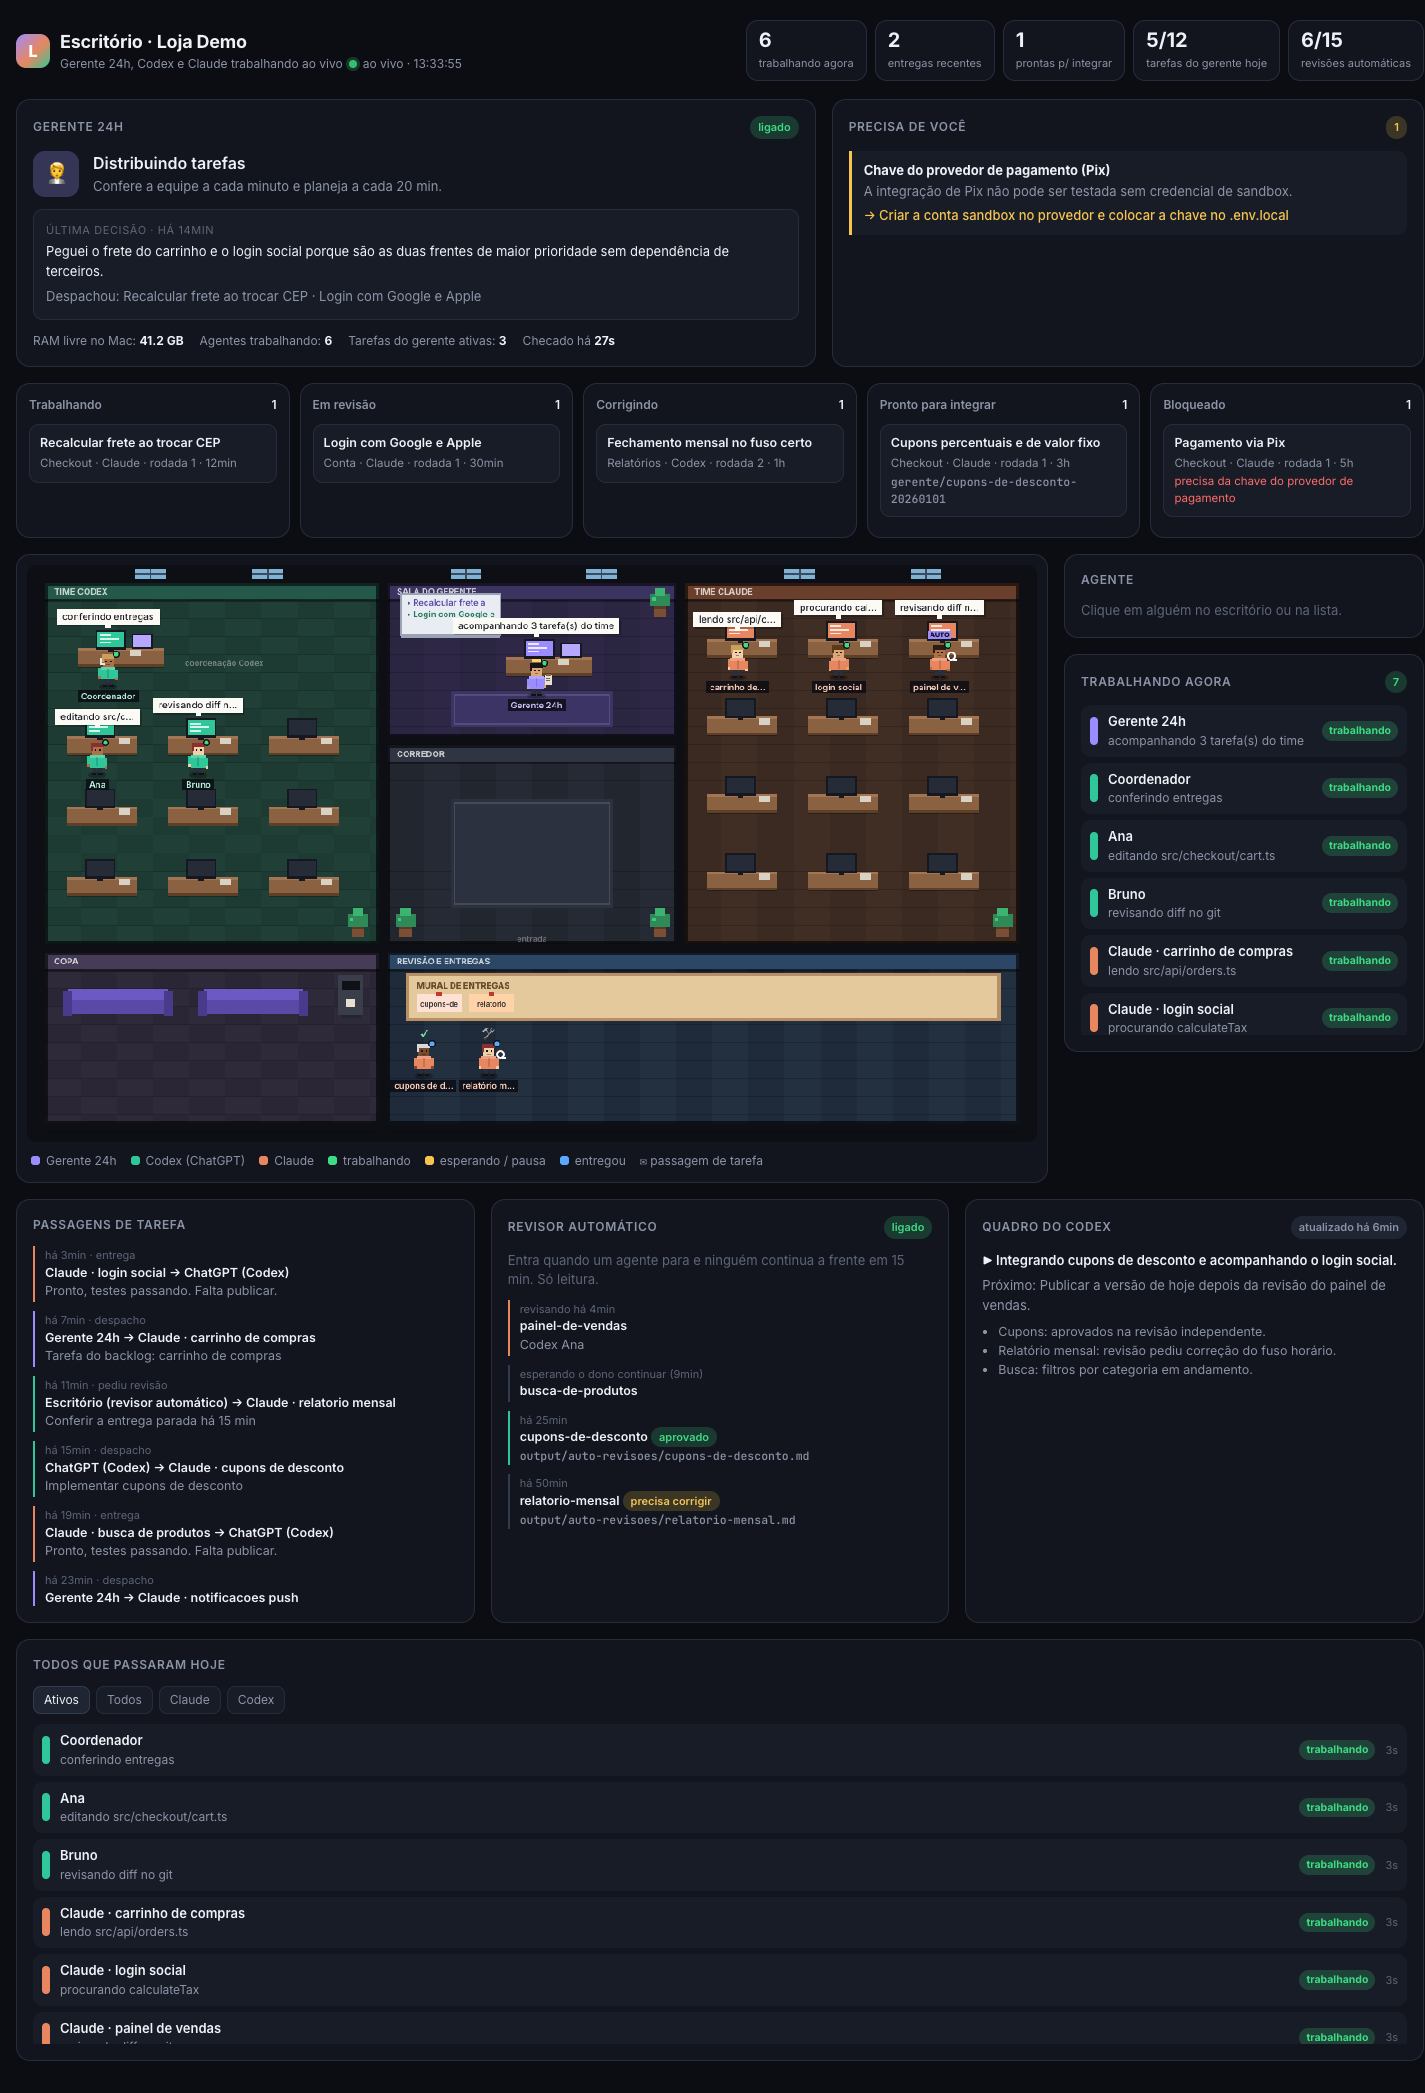 L
Escritório · Loja Demo
Gerente 24h, Codex e Claude trabalhando ao vivo ao vivo · 13:33:55
6
trabalhando agora
2
entregas recentes
1
prontas p/ integrar
5/12
tarefas do gerente hoje
6/15
revisões automáticas
GERENTE 24H
ligado
Distribuindo tarefas
Confere a equipe a cada minuto e planeja a cada 20 min.
ÚLTIMA DECISÃO · HÁ 14MIN
Peguei o frete do carrinho e o login social porque são as duas frentes de maior prioridade sem dependência de
terceiros.
Despachou: Recalcular frete ao trocar CEP · Login com Google e Apple
RAM livre no Mac: 41.2 GB Agentes trabalhando: 6 Tarefas do gerente ativas: 3 Checado há 27s
PRECISA DE VOCÊ
1
Chave do provedor de pagamento (Pix)
A integração de Pix não pode ser testada sem credencial de sandbox.
→ Criar a conta sandbox no provedor e colocar a chave no .env.local
Trabalhando 1
Recalcular frete ao trocar CEP
Checkout · Claude · rodada 1 · 12min
Em revisão 1
Login com Google e Apple
Conta · Claude · rodada 1 · 30min
Corrigindo 1
Fechamento mensal no fuso certo
Relatórios · Codex · rodada 2 · 1h
Pronto para integrar 1
Cupons percentuais e de valor fixo
Checkout · Claude · rodada 1 · 3h
gerente/cupons-de-desconto-
20260101
Bloqueado 1
Pagamento via Pix
Checkout · Claude · rodada 1 · 5h
precisa da chave do provedor de
pagamento
TIME CODEX
conferindo entregas
coordenação Codex
Coordenador
editando src/c...
revisando diff n...
Ana
Bruno
SALA DO GERENTE
• Recalcular frete a
• Login com Google e
acompanhando 3 tarefa(s) do time
Gerente 24h
CORREDOR
entrada
TIME CLAUDE
lendo src/api/c...
procurando cal...
revisando diff n...
AUTO
carrinho de...
login social
painel de v...
COPA
REVISÃO E ENTREGAS
MURAL DE ENTREGAS
cupons-de
relatorio
✓
🛠
cupons de d...
relatório m...
Gerente 24h Codex (ChatGPT) Claude trabalhando esperando / pausa entregou ✉ passagem de tarefa
AGENTE
Clique em alguém no escritório ou na lista.
TRABALHANDO AGORA
7
Gerente 24h
acompanhando 3 tarefa(s) do time
trabalhando
Coordenador
conferindo entregas
trabalhando
Ana
editando src/checkout/cart.ts
trabalhando
Bruno
revisando diff no git
trabalhando
Claude · carrinho de compras
lendo src/api/orders.ts
trabalhando
Claude · login social
procurando calculateTax
trabalhando
PASSAGENS DE TAREFA
há 3min · entrega
Claude · login social → ChatGPT (Codex)
Pronto, testes passando. Falta publicar.
há 7min · despacho
Gerente 24h → Claude · carrinho de compras
Tarefa do backlog: carrinho de compras
há 11min · pediu revisão
Escritório (revisor automático) → Claude · relatorio mensal
Conferir a entrega parada há 15 min
há 15min · despacho
ChatGPT (Codex) → Claude · cupons de desconto
Implementar cupons de desconto
há 19min · entrega
Claude · busca de produtos → ChatGPT (Codex)
Pronto, testes passando. Falta publicar.
há 23min · despacho
Gerente 24h → Claude · notificacoes push
REVISOR AUTOMÁTICO
ligado
Entra quando um agente para e ninguém continua a frente em 15
min. Só leitura.
revisando há 4min
painel-de-vendas
Codex Ana
esperando o dono continuar (9min)
busca-de-produtos
há 25min
cupons-de-desconto aprovado
output/auto-revisoes/cupons-de-desconto.md
há 50min
relatorio-mensal precisa corrigir
output/auto-revisoes/relatorio-mensal.md
QUADRO DO CODEX
atualizado há 6min
▶ Integrando cupons de desconto e acompanhando o login social.
Próximo: Publicar a versão de hoje depois da revisão do painel de
vendas.
• Cupons: aprovados na revisão independente.
• Relatório mensal: revisão pediu correção do fuso horário.
• Busca: filtros por categoria em andamento.
TODOS QUE PASSARAM HOJE
Ativos Todos Claude Codex
Coordenador
conferindo entregas
trabalhando 3s
Ana
editando src/checkout/cart.ts
trabalhando 3s
Bruno
revisando diff no git
trabalhando 3s
Claude · carrinho de compras
lendo src/api/orders.ts
trabalhando 3s
Claude · login social
procurando calculateTax
trabalhando 3s
Claude · painel de vendas
trabalhando 3s